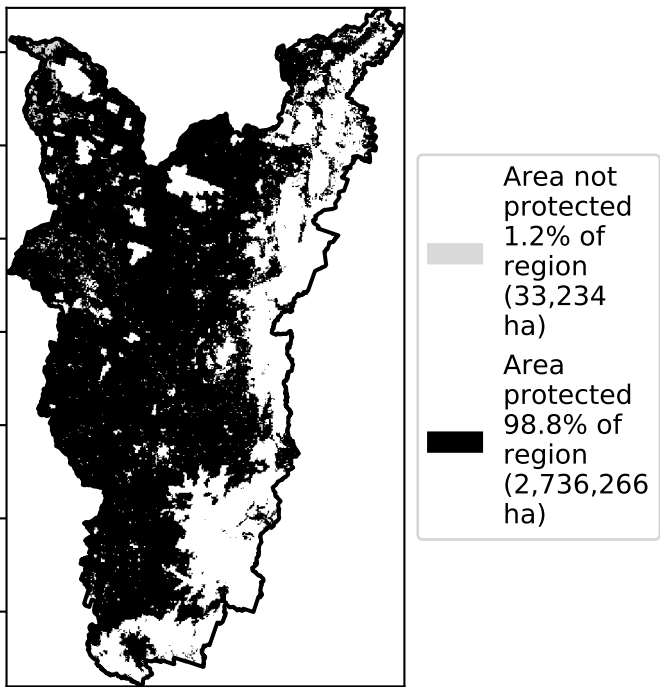 Area not
protected
1.2% of
region
(33,234
ha)
Area
protected
98.8% of
region
(2,736,266
ha)